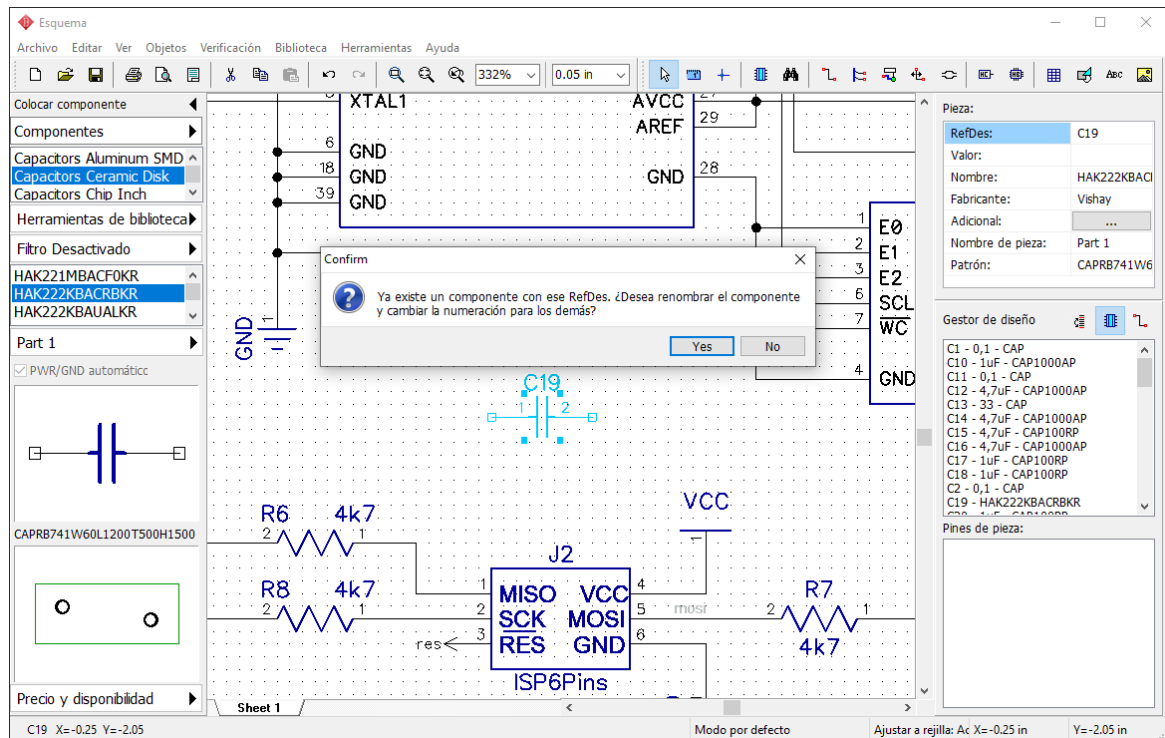 Esquema
Archivo Editar Ver Objetos Verificación Biblioteca Herramientas Ayuda
332% 0.05 in ABC
Colocar componente
Componentes
Capacitors Aluminum SMD
Capacitors Ceramic Disk
Capacitors Chip Inch
Herramientas de biblioteca
Filtro Desactivado
HAK221MBACF0KR
HAK222KBACRBKR
HAK222KBAUALKR
Part 1
PWR/GND automáticc
CAPRB741W60L1200T500H1500
Precio y disponibilidad
XTAL1
6 GND
18 GND
39 GND
AVCC
AREF 29
GND 28
GND
1
1 E0
2 E1
3 E2
6 SCL
7 WC
4 GND
Confirm
Ya existe un componente con ese RefDes. ¿Desea renombrar el componente
y cambiar la numeración para los demás?
Yes No
C19
1 2
VCC
R6 4k7
2 1
J2
R8 4k7
2 1
1 MISO VCC 4
2 SCK MOSI 5 mosi
res 3 RES GND 6
ISP6Pins
R7
2 1
4k7
Sheet 1
Pieza:
RefDes: C19
Valor:
Nombre: HAK222KBACI
Fabricante: Vishay
Adicional: ...
Nombre de pieza: Part 1
Patrón: CAPRB741W6
Gestor de diseño
C1 - 0,1 - CAP
C10 - 1uF - CAP1000AP
C11 - 0,1 - CAP
C12 - 4,7uF - CAP1000AP
C13 - 33 - CAP
C14 - 4,7uF - CAP1000AP
C15 - 4,7uF - CAP100RP
C16 - 4,7uF - CAP1000AP
C17 - 1uF - CAP100RP
C18 - 1uF - CAP100RP
C2 - 0,1 - CAP
C19 - HAK222KBACRBKR
C20 - 1uF - CAP100RP
Pines de pieza:
C19 X=-0.25 Y=-2.05
Modo por defecto
Ajustar a rejilla: Ac X=-0.25 in Y=-2.05 in